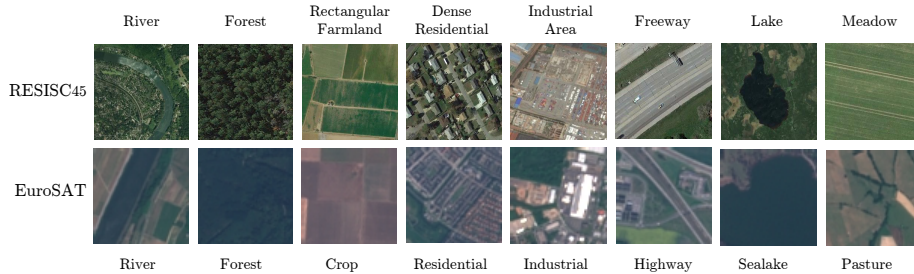 River
Forest
Rectangular
Farmland
Dense
Residential
Industrial
Area
Freeway
Lake
Meadow
RESISC45
EuroSAT
River
Forest
Crop
Residential
Industrial
Highway
Sealake
Pasture